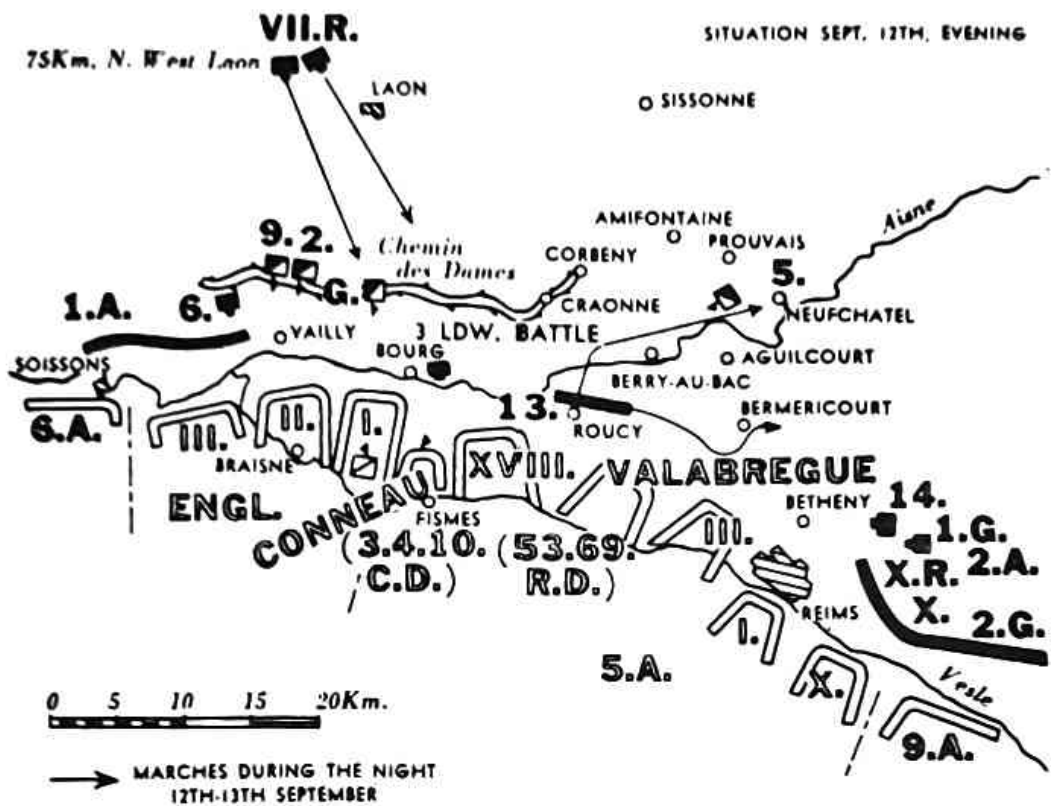 VII.R.
SITUATION SEPT, 12TH, EVENING
75Km. N. West Laon
LAON
SISSONNE
Aisne
AMIFONTAINE
PROUVAIS
9. 2.
Chemin
des Dames
CORBENY
5.
G.
CRAONNE
NEUFCHATEL
1.A.
6.
VAILLY
3 LDW. BATTLE
SOISSONS
BOURG
AGUILCOURT
BERRY-AU-BAC
6.A.
13.
ROUCY
BERMERICOURT
III.
II.
I.
BRAISNE
XVIII.
VALABREGUE
ENGL.
CONNEAU
FISMES
BETHENY
14.
1.G.
(3.4.10.
C.D.)
(53.69.
R.D.)
III.
X.R.
2.A.
X.
2.G.
REIMS
I.
5.A.
X.
Vesle
9.A.
0 5 10 15 20Km.
MARCHES DURING THE NIGHT
12TH-13TH SEPTEMBER